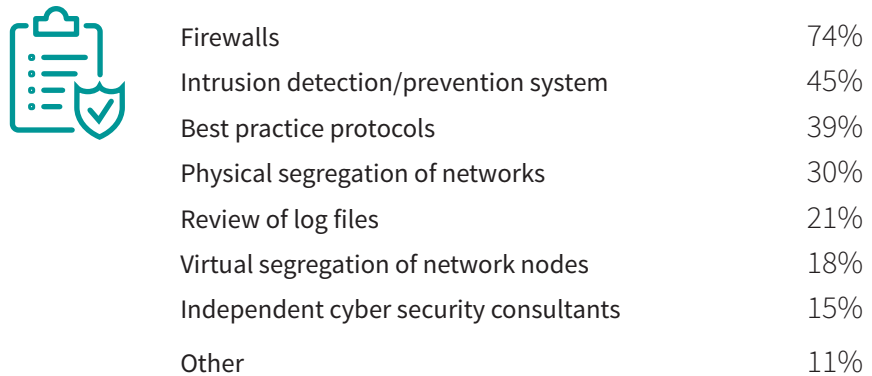 Firewalls 74%
Intrusion detection/prevention system 45%
Best practice protocols 39%
Physical segregation of networks 30%
Review of log files 21%
Virtual segregation of network nodes 18%
Independent cyber security consultants 15%
Other 11%